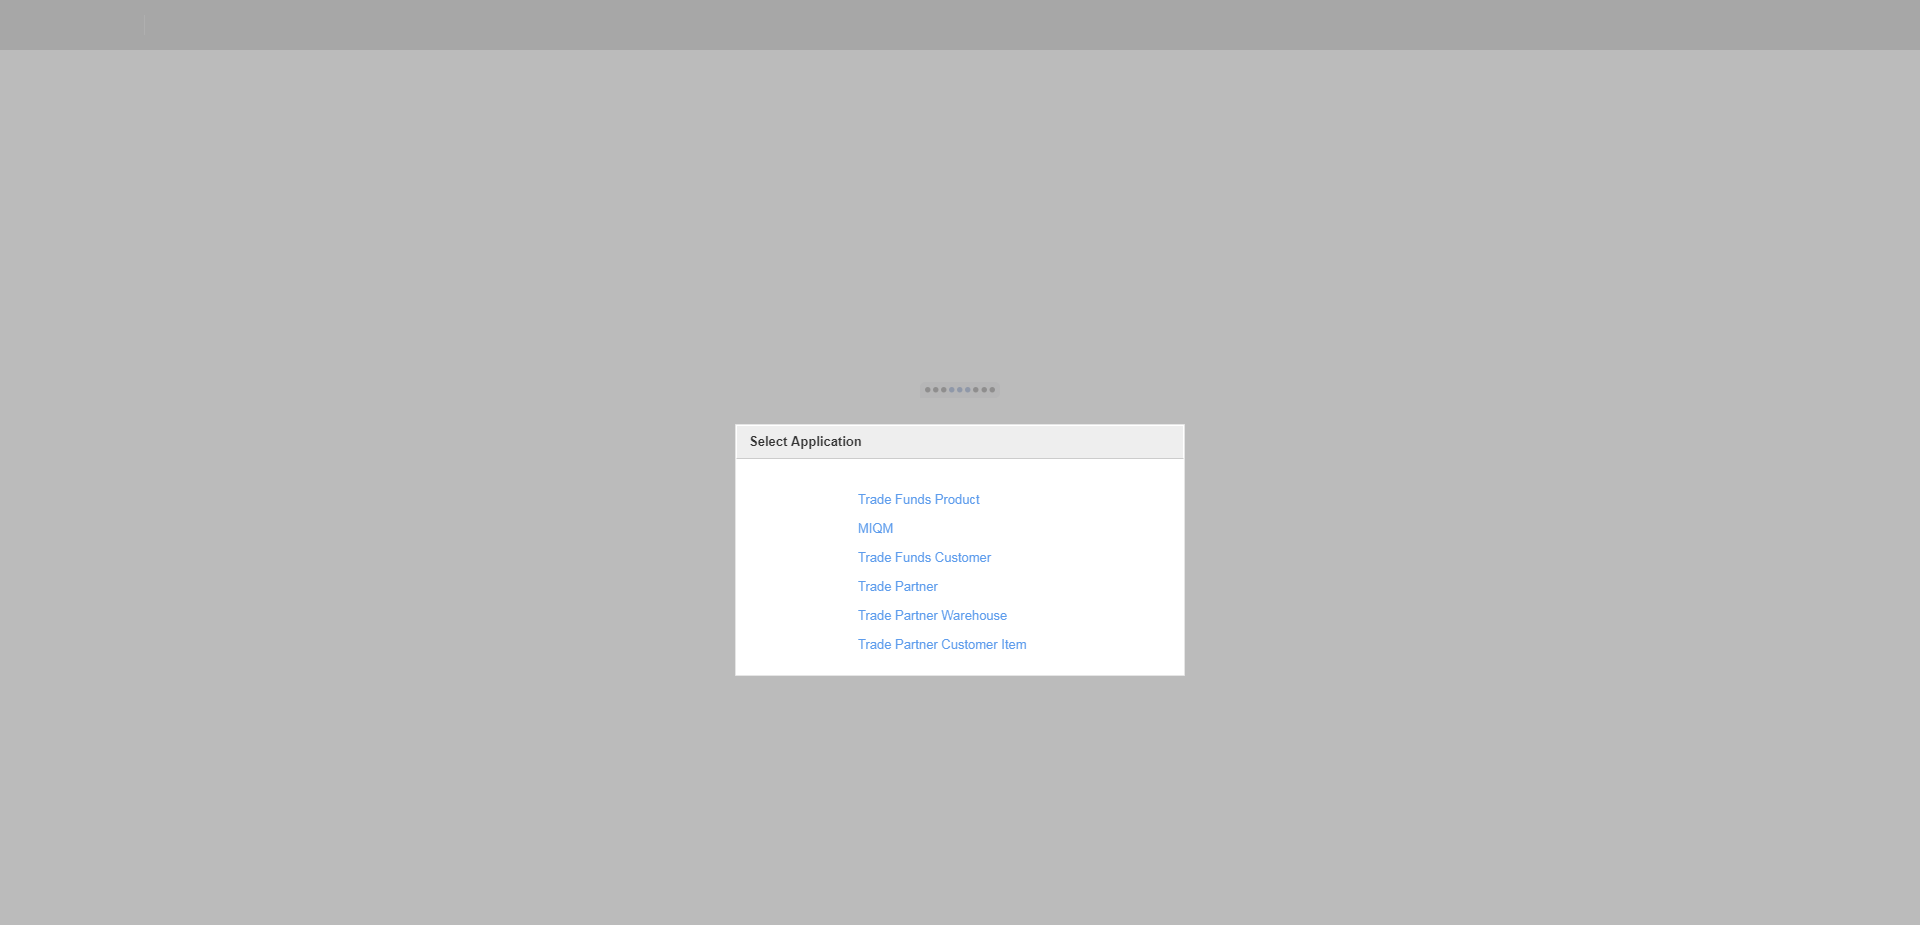 Select Application
Trade Funds Product
MIQM
Trade Funds Customer
Trade Partner
Trade Partner Warehouse
Trade Partner Customer Item